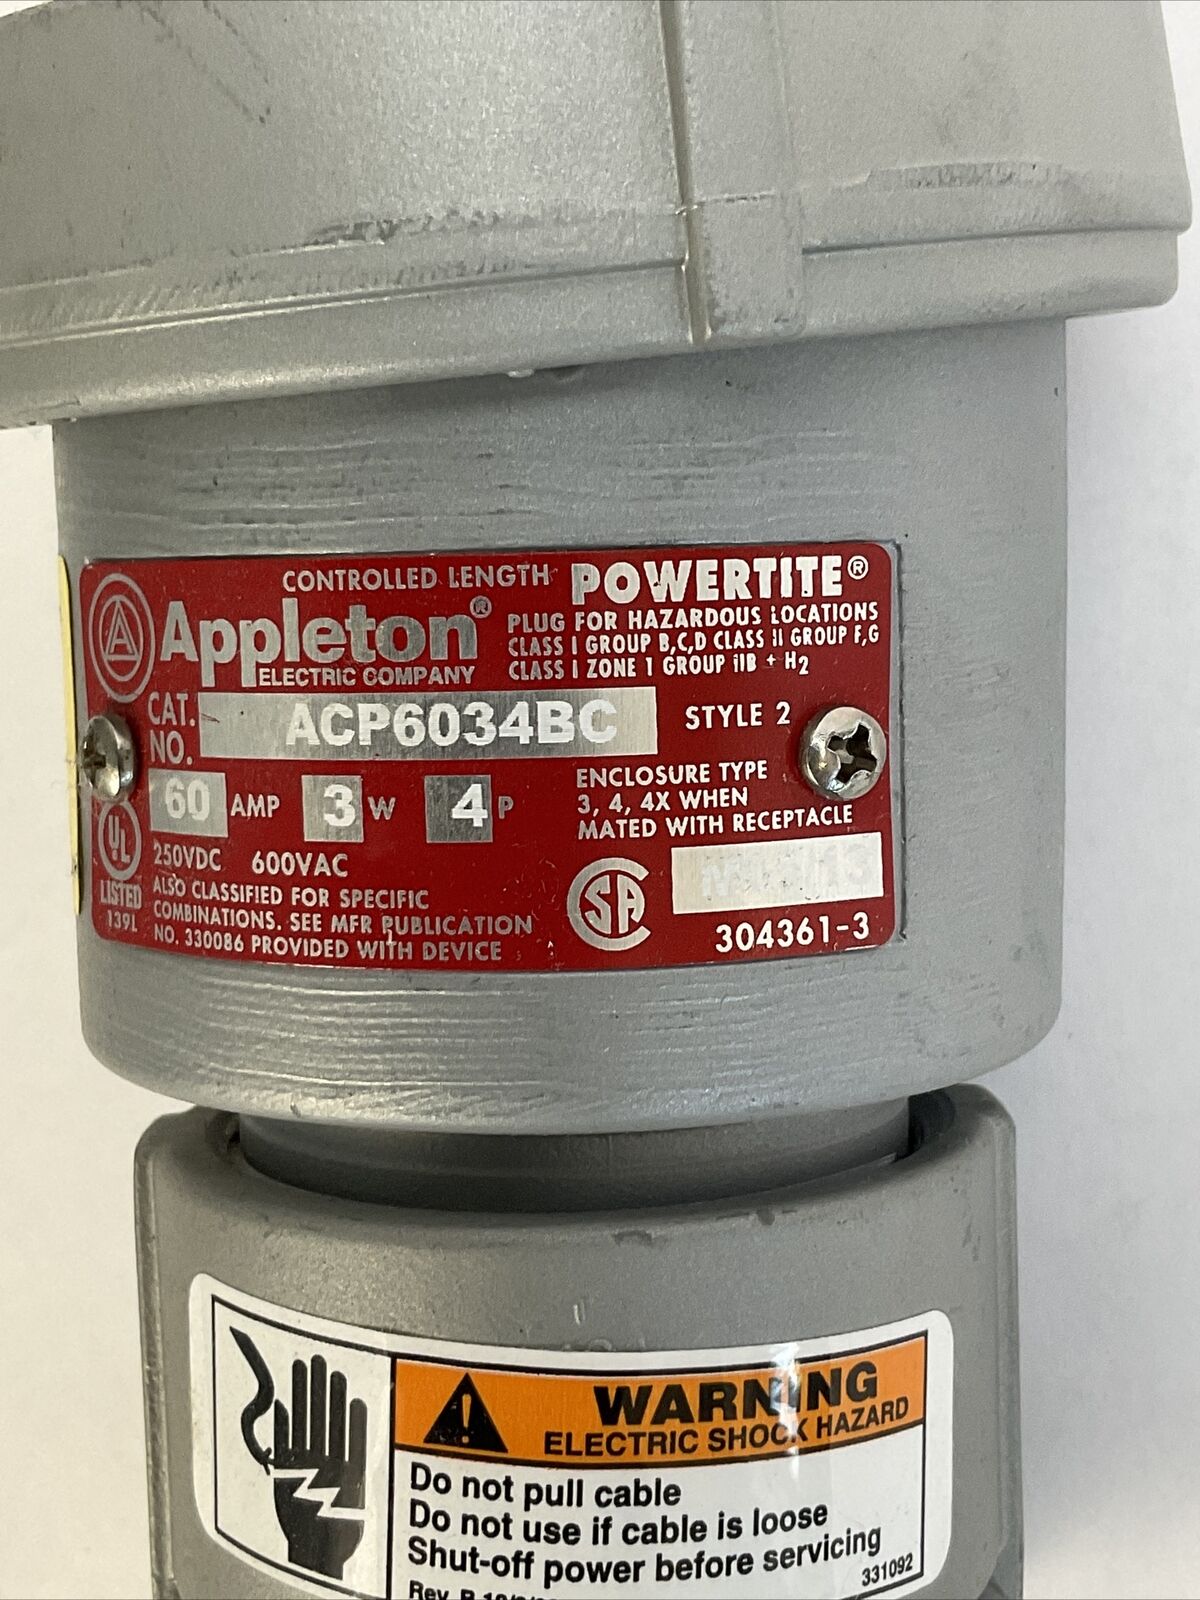 CONTROLLED LENGTH POWERTITE®
A Appleton®
ELECTRIC COMPANY
PLUG FOR HAZARDOUS LOCATIONS
CLASS I GROUP B,C,D CLASS II GROUP F,G
CLASS I ZONE 1 GROUP IIB + H2
CAT. NO. ACP6034BC STYLE 2
60 AMP 3 W 4 P
ENCLOSURE TYPE
3, 4, 4X WHEN
MATED WITH RECEPTACLE
UL
LISTED
139L
250VDC 600VAC
ALSO CLASSIFIED FOR SPECIFIC
COMBINATIONS. SEE MFR PUBLICATION
NO. 330086 PROVIDED WITH DEVICE
CSA
304361-3
WARNING
ELECTRIC SHOCK HAZARD
Do not pull cable
Do not use if cable is loose
Shut-off power before servicing
331092
Rev. B